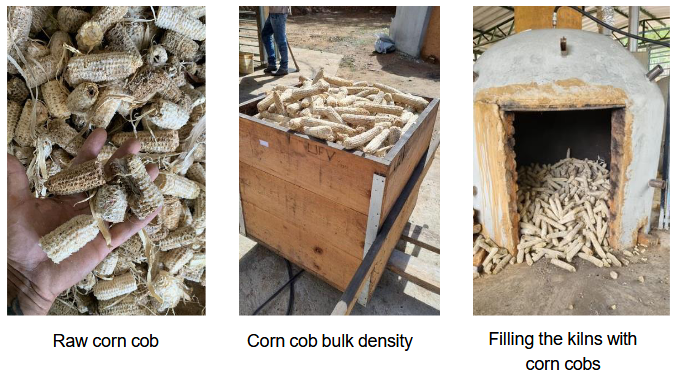 Raw corn cob
Corn cob bulk density
Filling the kilns with
corn cobs